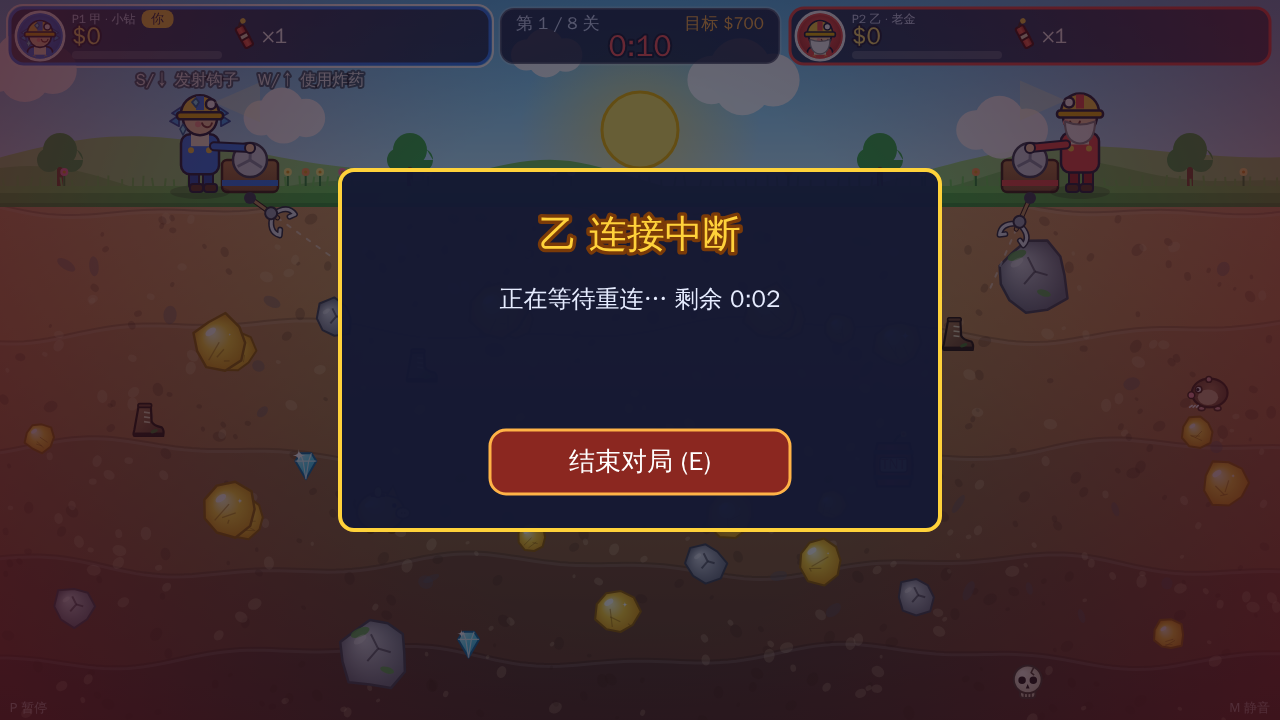 P1 甲 · 小钻 你
$0
×1
第 1 / 8 关
目标 $700
0:10
P2 乙 · 老金
$0
×1
S/↓ 发射钩子 W/↑ 使用炸药
乙 连接中断
正在等待重连… 剩余 0:02
结束对局 (E)
P 暂停
M 静音